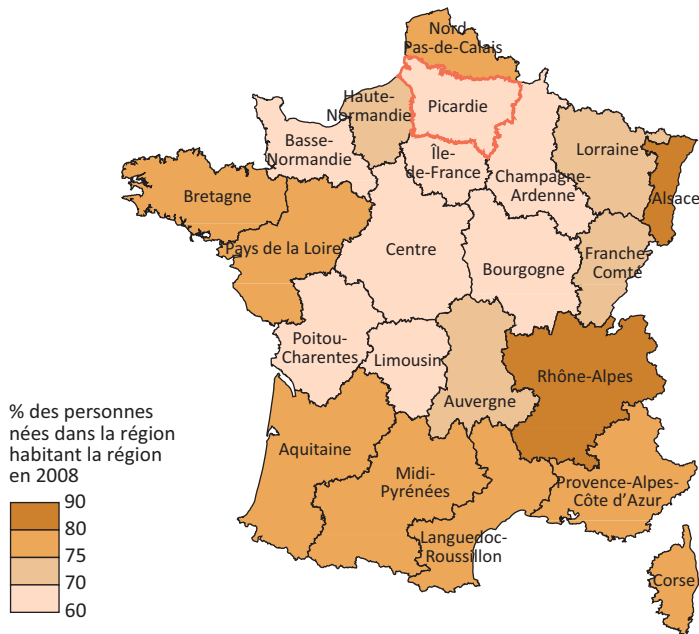 Nord
Pas-de-Calais
Haute-
Normandie
Picardie
Basse-
Normandie
Île-
de-France
Lorraine
Champagne-
Ardenne
Alsace
Bretagne
Pays de la Loire
Centre
Bourgogne
Franche-
Comté
Poitou-
Charentes
Limousin
Auvergne
Rhône-Alpes
Aquitaine
Midi-
Pyrénées
Provence-Alpes-
Côte d'Azur
Languedoc-
Roussillon
Corse
% des personnes
nées dans la région
habitant la région
en 2008
90
80
75
70
60